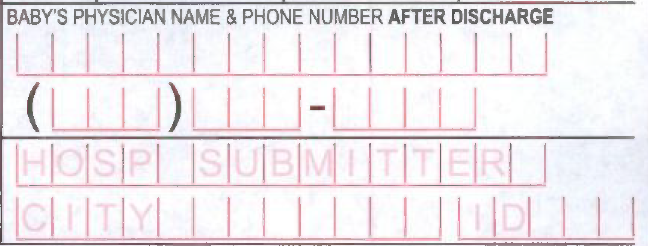 BABY'S PHYSICIAN NAME & PHONE NUMBER AFTER DISCHARGE
( ) -
HOSP SUBMITTER
CITY ID